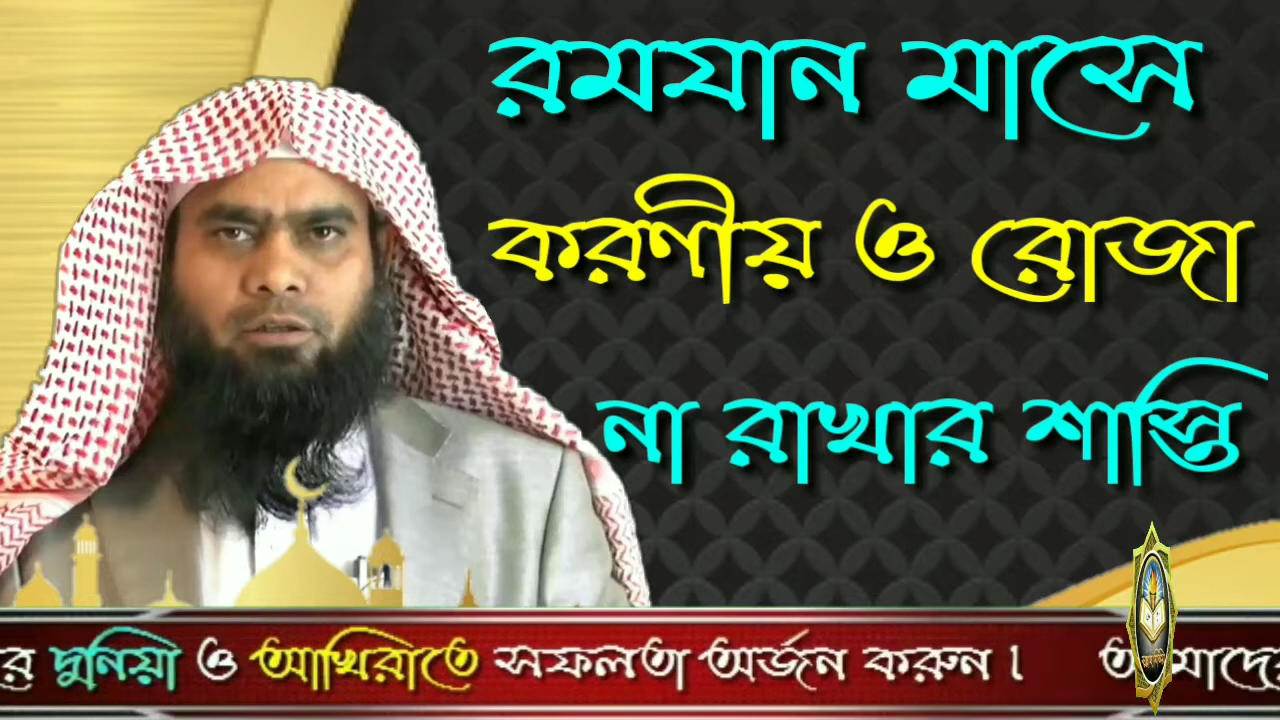 রমযান মাসে
করণীয় ও রোজা
না রাখার শাস্তি
র দুনিয়া ও আখিরাতে সফলতা অর্জন করুন ।